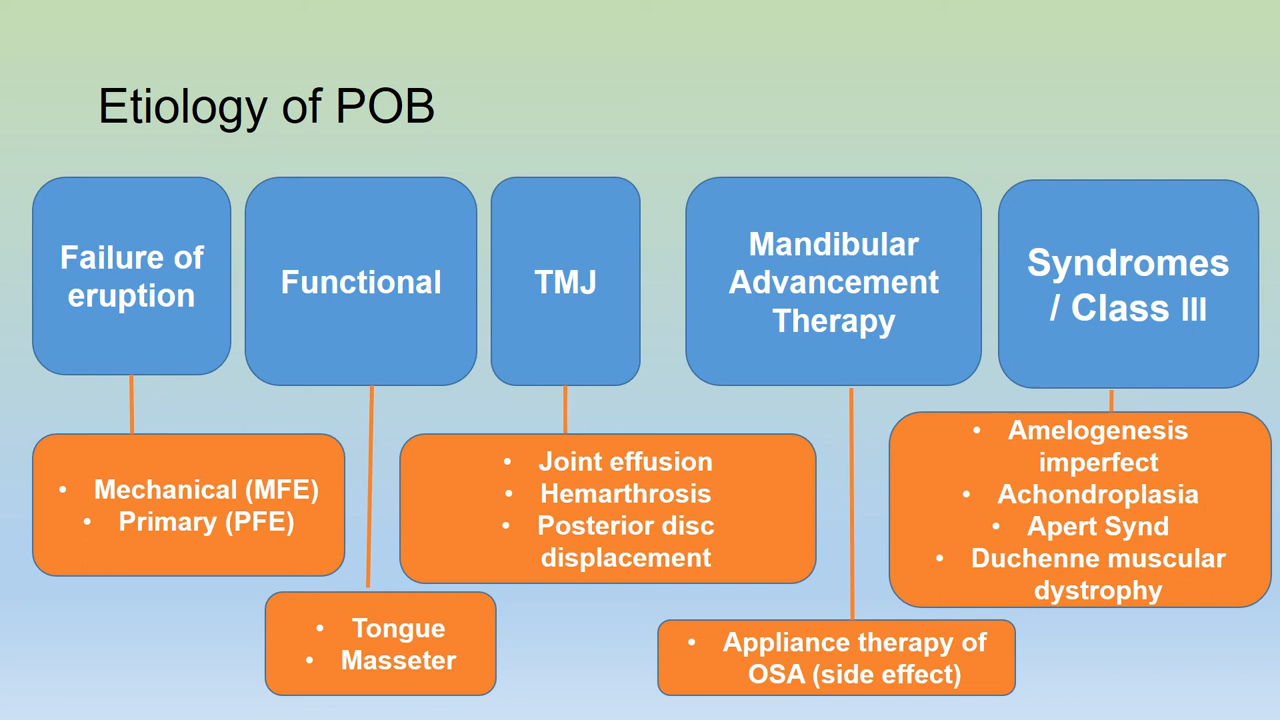 Etiology of POB
Failure of
eruption
Functional
TMJ
Mandibular
Advancement
Therapy
Syndromes
/ Class III
• Mechanical (MFE)
• Primary (PFE)
• Tongue
• Masseter
• Joint effusion
• Hemarthrosis
• Posterior disc
displacement
• Appliance therapy of
OSA (side effect)
• Amelogenesis
imperfect
• Achondroplasia
• Apert Synd
• Duchenne muscular
dystrophy